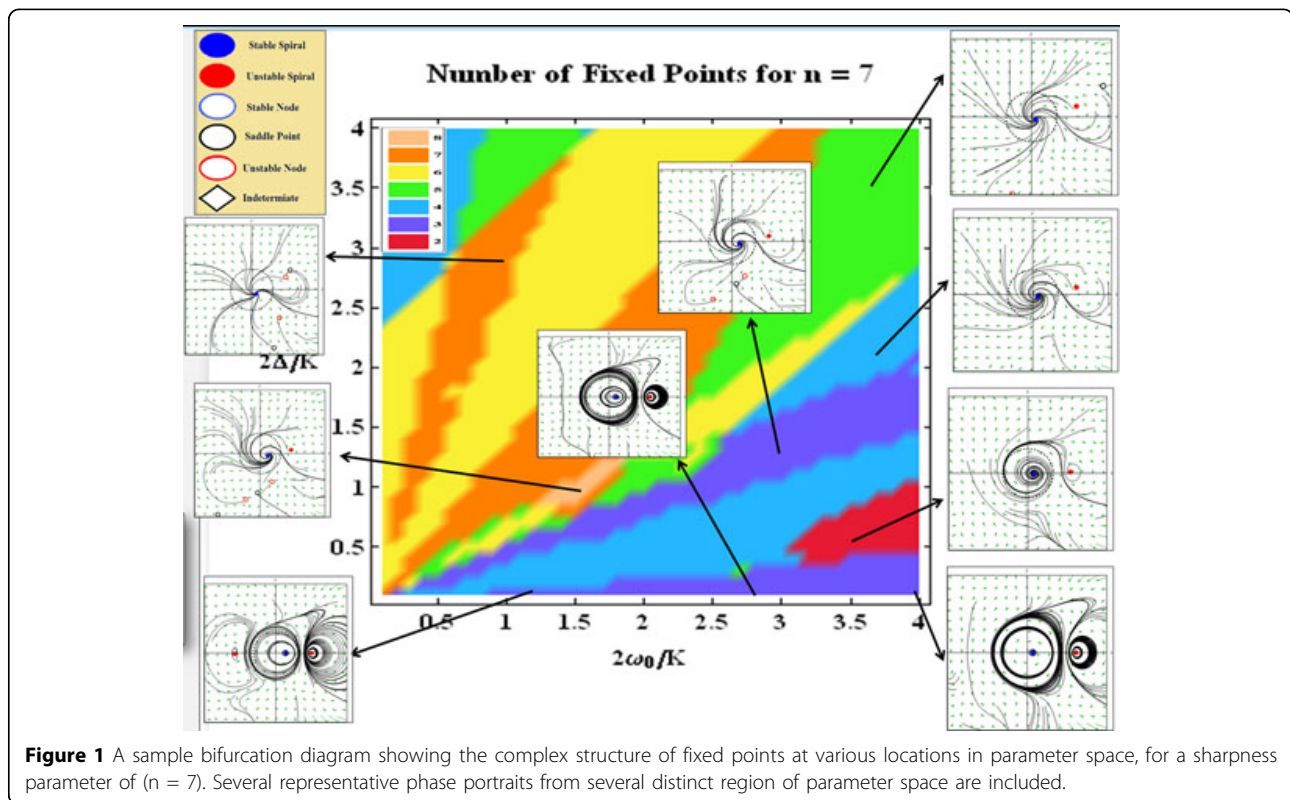 Stable Spiral
Unstable Spiral
Stable Node
Saddle Point
Unstable Node
Indetermiate
Number of Fixed Points for n = 7
8
7
6
5
4
3
2
4
3.5
3
2.5
2
1.5
1
0.5
2Δ/K
0.5
1
1.5
2
2.5
3
3.5
4
2ω₀/K
Figure 1 A sample bifurcation diagram showing the complex structure of fixed points at various locations in parameter space, for a sharpness
parameter of (n = 7). Several representative phase portraits from several distinct region of parameter space are included.